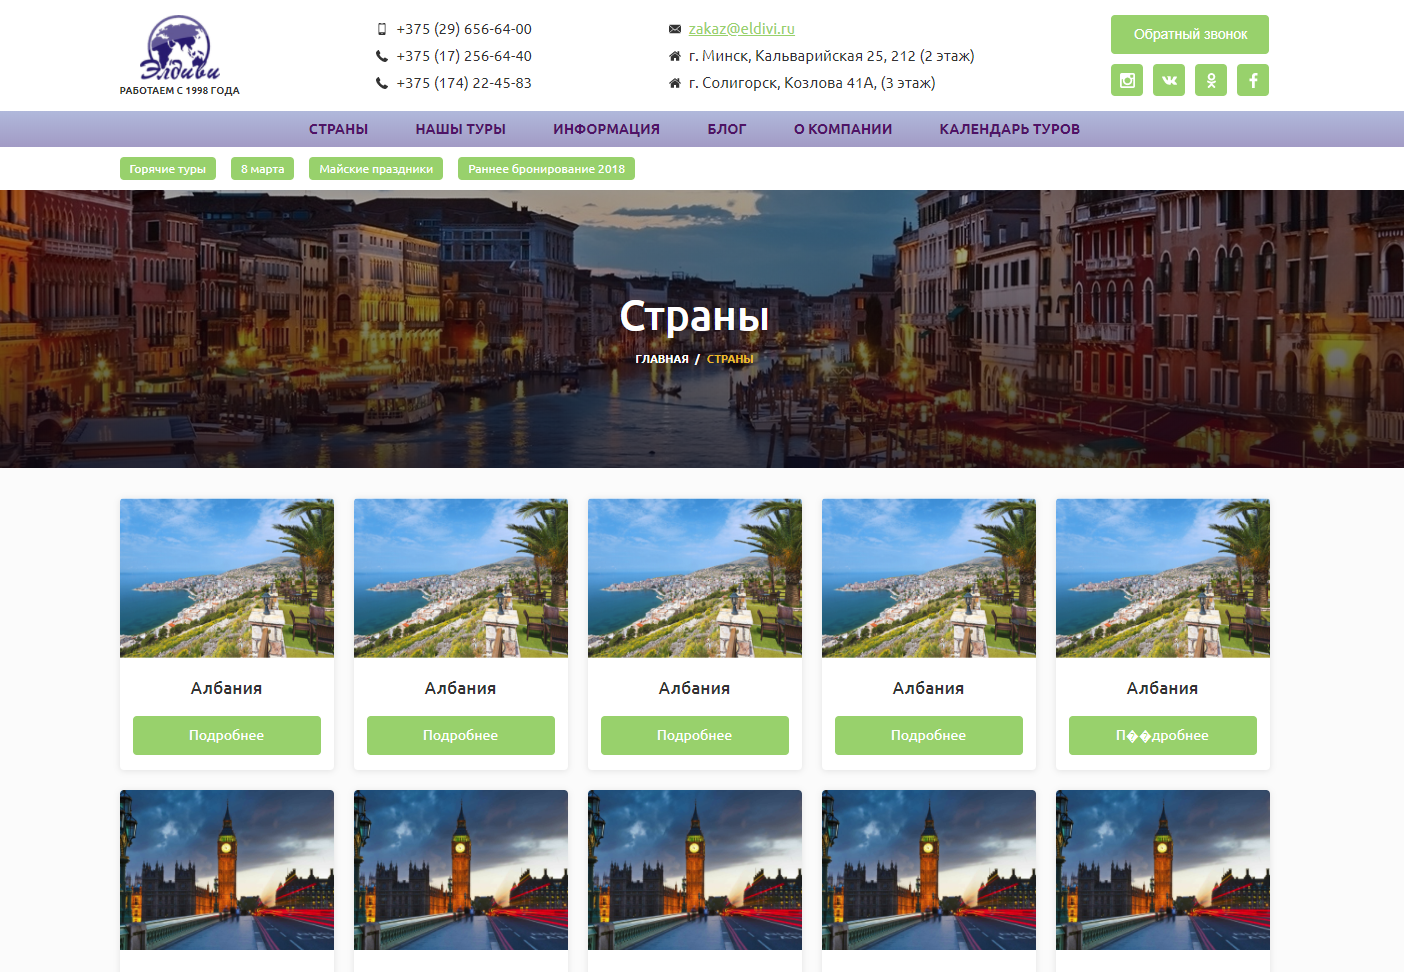 Элдиви
РАБОТАЕМ С 1998 ГОДА
+375 (29) 656-64-00
+375 (17) 256-64-40
+375 (174) 22-45-83
zakaz@eldivi.ru
г. Минск, Кальварийская 25, 212 (2 этаж)
г. Солигорск, Козлова 41А, (3 этаж)
Обратный звонок
СТРАНЫ НАШЫ ТУРЫ ИНФОРМАЦИЯ БЛОГ О КОМПАНИИ КАЛЕНДАРЬ ТУРОВ
Горячие туры 8 марта Майские праздники Раннее бронирование 2018
Страны
ГЛАВНАЯ / СТРАНЫ
Албания Албания Албания Албания Албания
Подробнее Подробнее Подробнее Подробнее П��дробнее